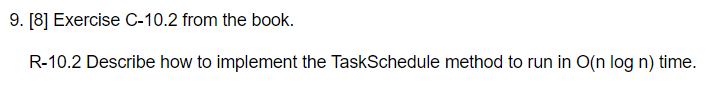 9. [8] Exercise C-10.2 from the book.
R-10.2 Describe how to implement the TaskSchedule method to run in O(n log n) time.